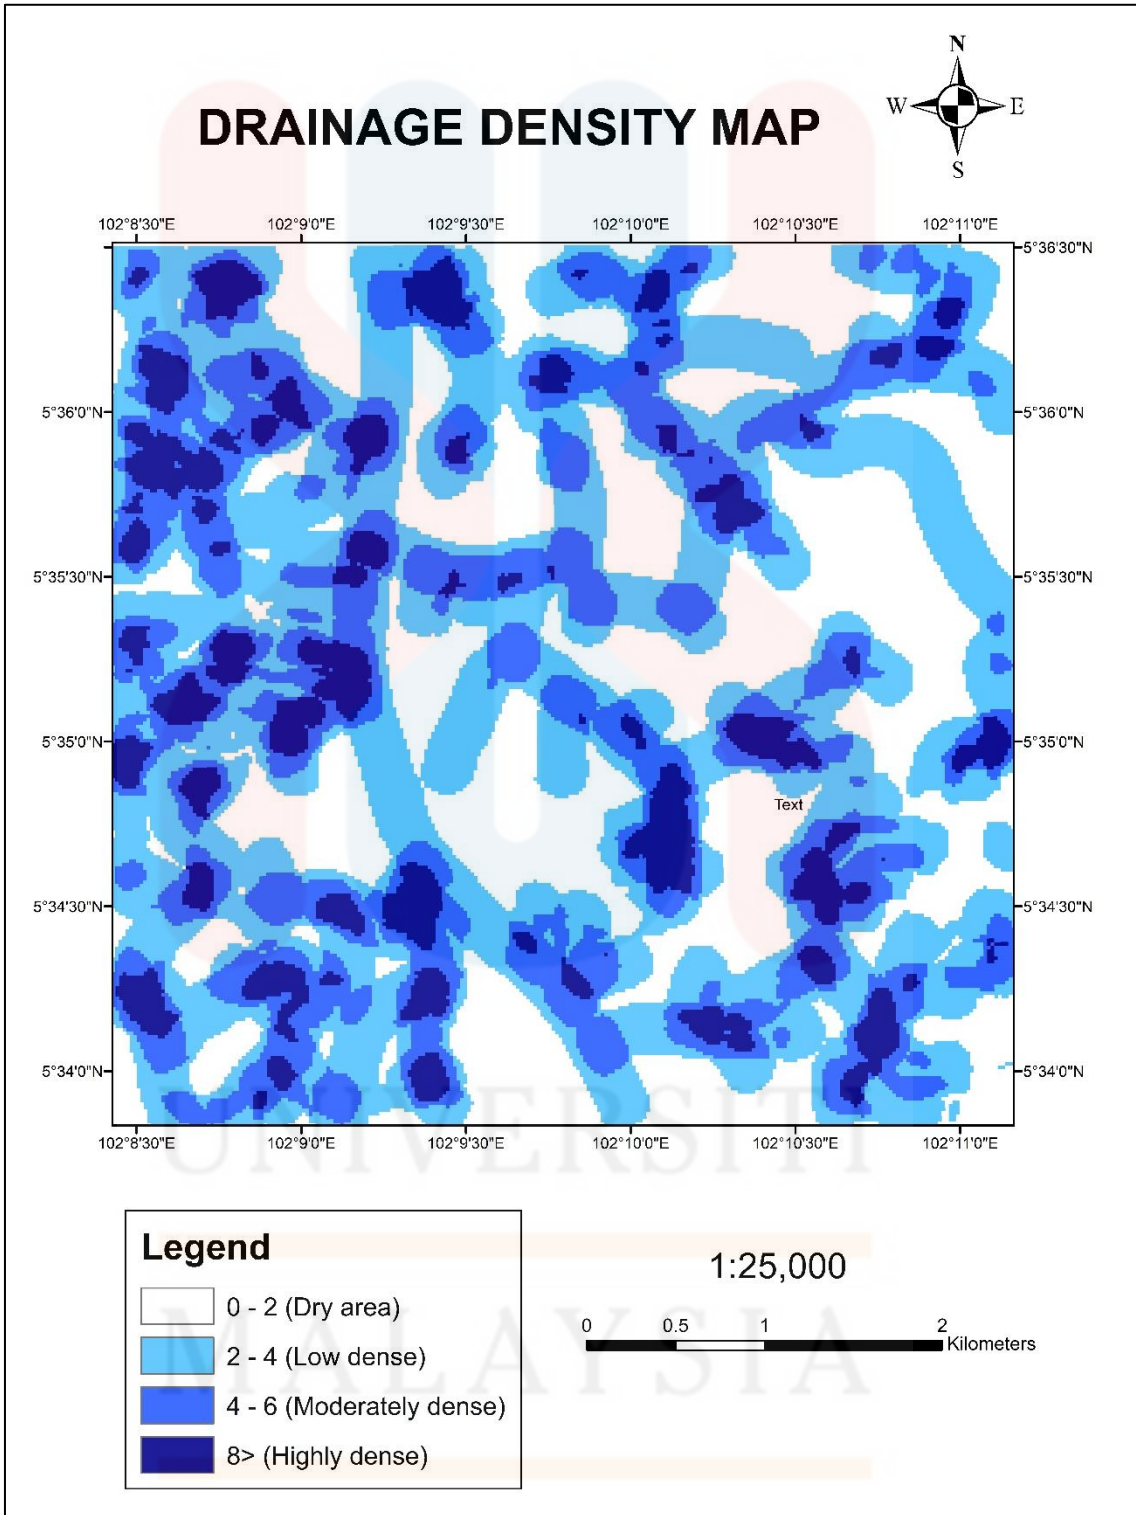 N
W E
S
DRAINAGE DENSITY MAP
102°8'30"E 102°9'0"E 102°9'30"E 102°10'0"E 102°10'30"E 102°11'0"E
5°36'30"N
5°36'0"N 5°36'0"N
5°35'30"N 5°35'30"N
5°35'0"N 5°35'0"N
Text
5°34'30"N 5°34'30"N
5°34'0"N 5°34'0"N
102°8'30"E 102°9'0"E 102°9'30"E 102°10'0"E 102°10'30"E 102°11'0"E
UNIVERSITI
Legend
0 - 2 (Dry area)
2 - 4 (Low dense)
4 - 6 (Moderately dense)
8> (Highly dense)
1:25,000
0 0.5 1 2
Kilometers
MALAYSIA